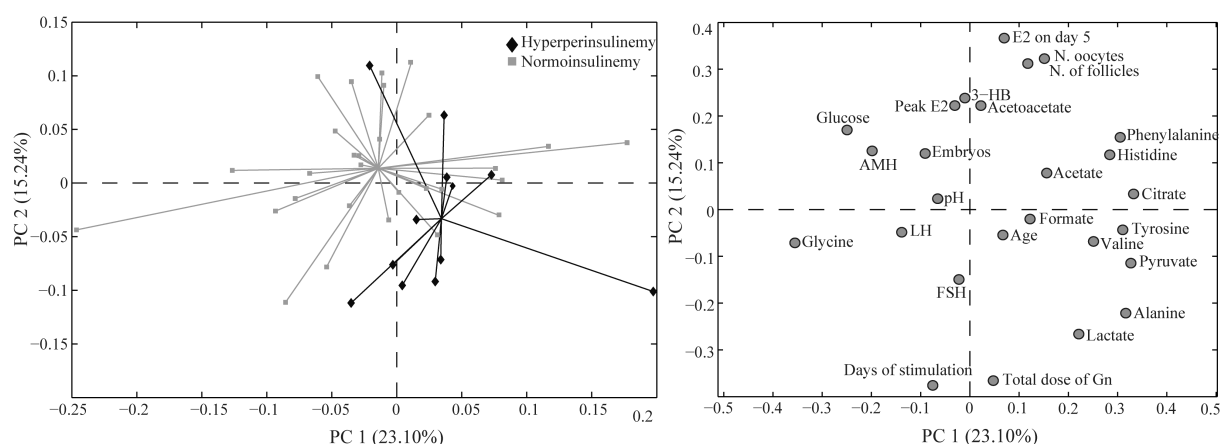 0.15
0.1
0.05
0
−0.05
−0.1
−0.15
−0.25
−0.15
−0.1
−0.05
0
0.05
0.1
0.15
0.2
PC 2 (15.24%)
PC 1 (23.10%)
Hyperperinsulinemy
Normoinsulinemy
0.4
0.3
0.2
0.1
0
−0.1
−0.2
−0.3
−0.5
−0.4
−0.3
−0.2
−0.1
0
0.1
0.2
0.3
0.4
0.5
PC 2 (15.24%)
PC 1 (23.10%)
E2 on day 5
N. oocytes
N. of follicles
3−HB
Peak E2
Acetoacetate
Glucose
Phenylalanine
AMH
Embryos
Histidine
Acetate
pH
Citrate
Formate
LH
Age
Tyrosine
Glycine
Valine
Pyruvate
FSH
Alanine
Lactate
Days of stimulation
Total dose of Gn